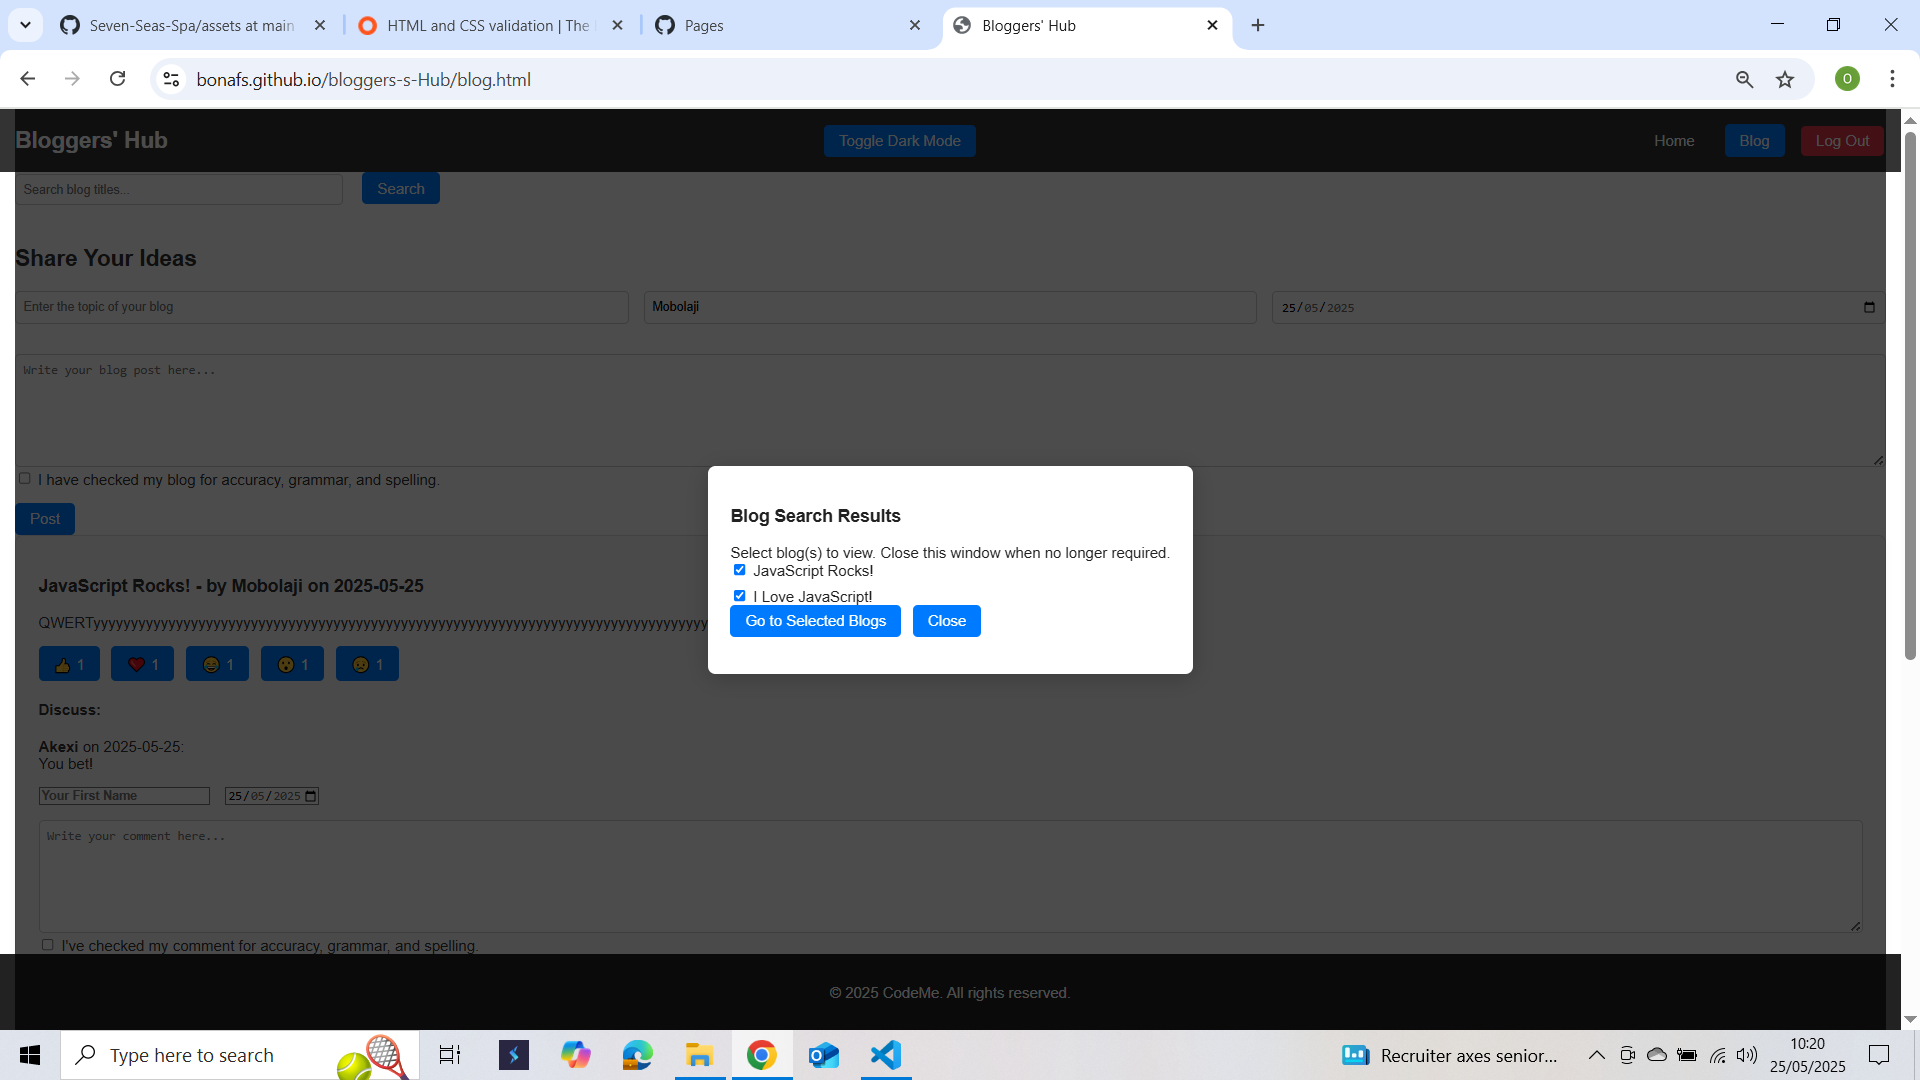 Seven-Seas-Spa/assets at main
HTML and CSS validation | The
Pages
Bloggers' Hub
bonafs.github.io/bloggers-s-Hub/blog.html
O
Bloggers' Hub
Toggle Dark Mode
Home
Blog
Log Out
Search blog titles...
Search
Share Your Ideas
Enter the topic of your blog
Mobolaji
25/05/2025
Write your blog post here...
I have checked my blog for accuracy, grammar, and spelling.
Post
Blog Search Results
Select blog(s) to view. Close this window when no longer required.
JavaScript Rocks!
I Love JavaScript!
Go to Selected Blogs
Close
JavaScript Rocks! - by Mobolaji on 2025-05-25
👍 1
❤️ 1
😄 1
😮 1
😢 1
Discuss:
Akexi on 2025-05-25:
You bet!
Your First Name
25/05/2025
Write your comment here...
I've checked my comment for accuracy, grammar, and spelling.
© 2025 CodeMe. All rights reserved.
Type here to search
Recruiter axes senior...
10:20
25/05/2025